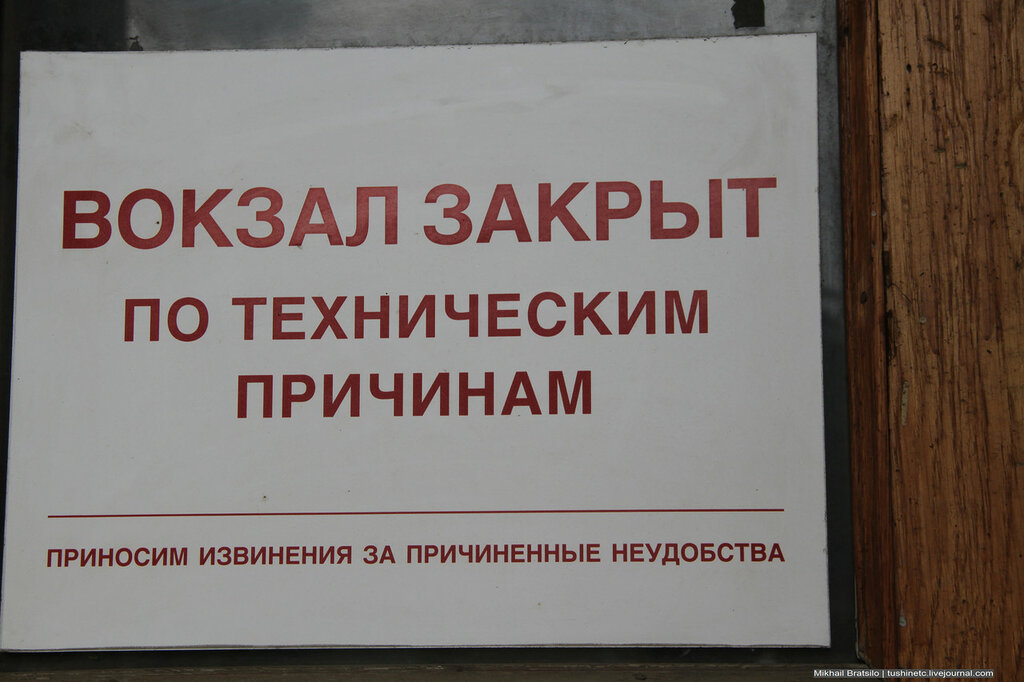 ВОКЗАЛ ЗАКРЫТ
ПО ТЕХНИЧЕСКИМ
ПРИЧИНАМ
ПРИНОСИМ ИЗВИНЕНИЯ ЗА ПРИЧИНЕННЫЕ НЕУДОБСТВА
Mikhail Bratsilo | tushinetc.livejournal.com